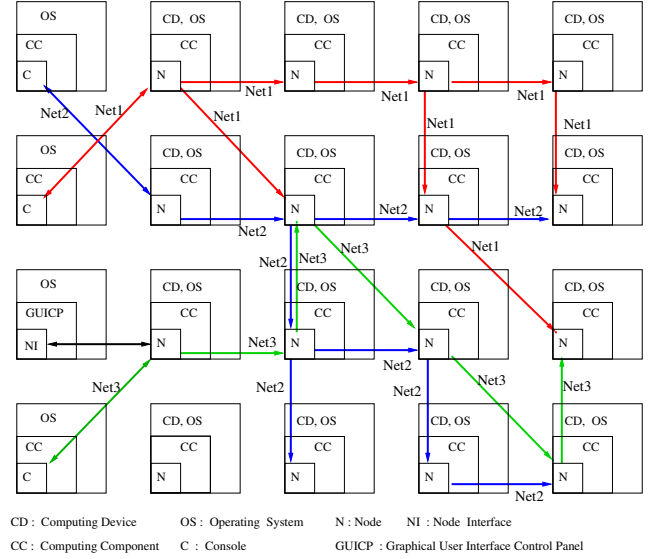 OS CD, OS CD, OS CD, OS CD, OS
CC CC CC CC CC
C N N N N
Net1 Net1 Net1
Net2 Net1 Net1
Net1 Net1
OS CD, OS CD, OS CD, OS CD, OS
CC CC CC CC CC
C N N N N
Net2 Net2 Net2
Net1
Net3
Net2 Net3
OS CD, OS CD, OS CD, OS CD, OS
GUICP CC CC CC CC
NI N N N N
Net3
Net2
Net3 Net2 Net2 Net3 Net3
OS CD, OS CD, OS CD, OS CD, OS
CC CC CC CC CC
C N N N N
Net2
CD : Computing Device OS : Operating System N : Node NI : Node Interface
CC : Computing Component C : Console GUICP : Graphical User Interface Control Panel